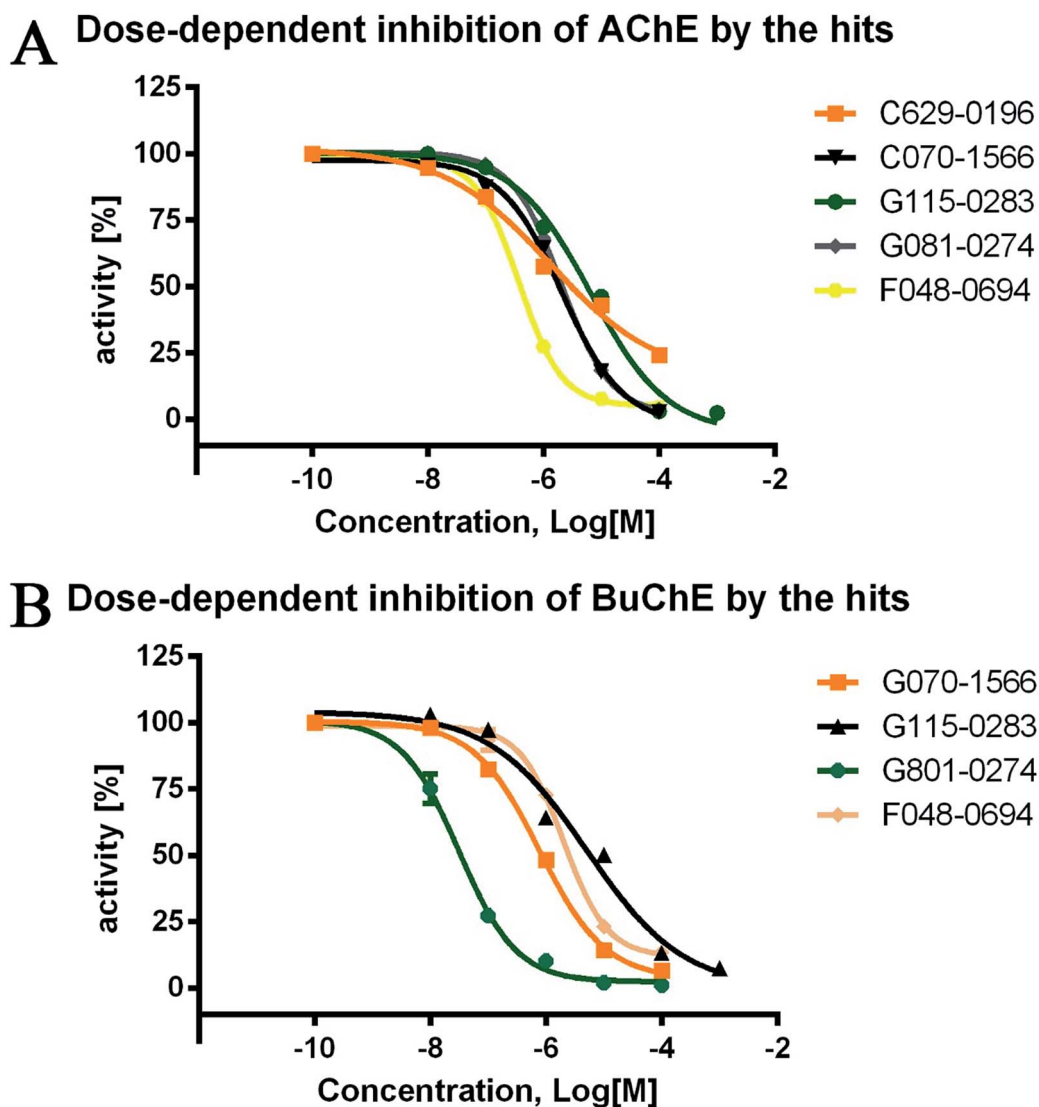 A Dose-dependent inhibition of AChE by the hits
125
100
75
50
25
0
activity [%]
-10 -8 -6 -4 -2
Concentration, Log[M]
C629-0196
C070-1566
G115-0283
G081-0274
F048-0694
B Dose-dependent inhibition of BuChE by the hits
125
100
75
50
25
0
activity [%]
-10 -8 -6 -4 -2
Concentration, Log[M]
G070-1566
G115-0283
G801-0274
F048-0694